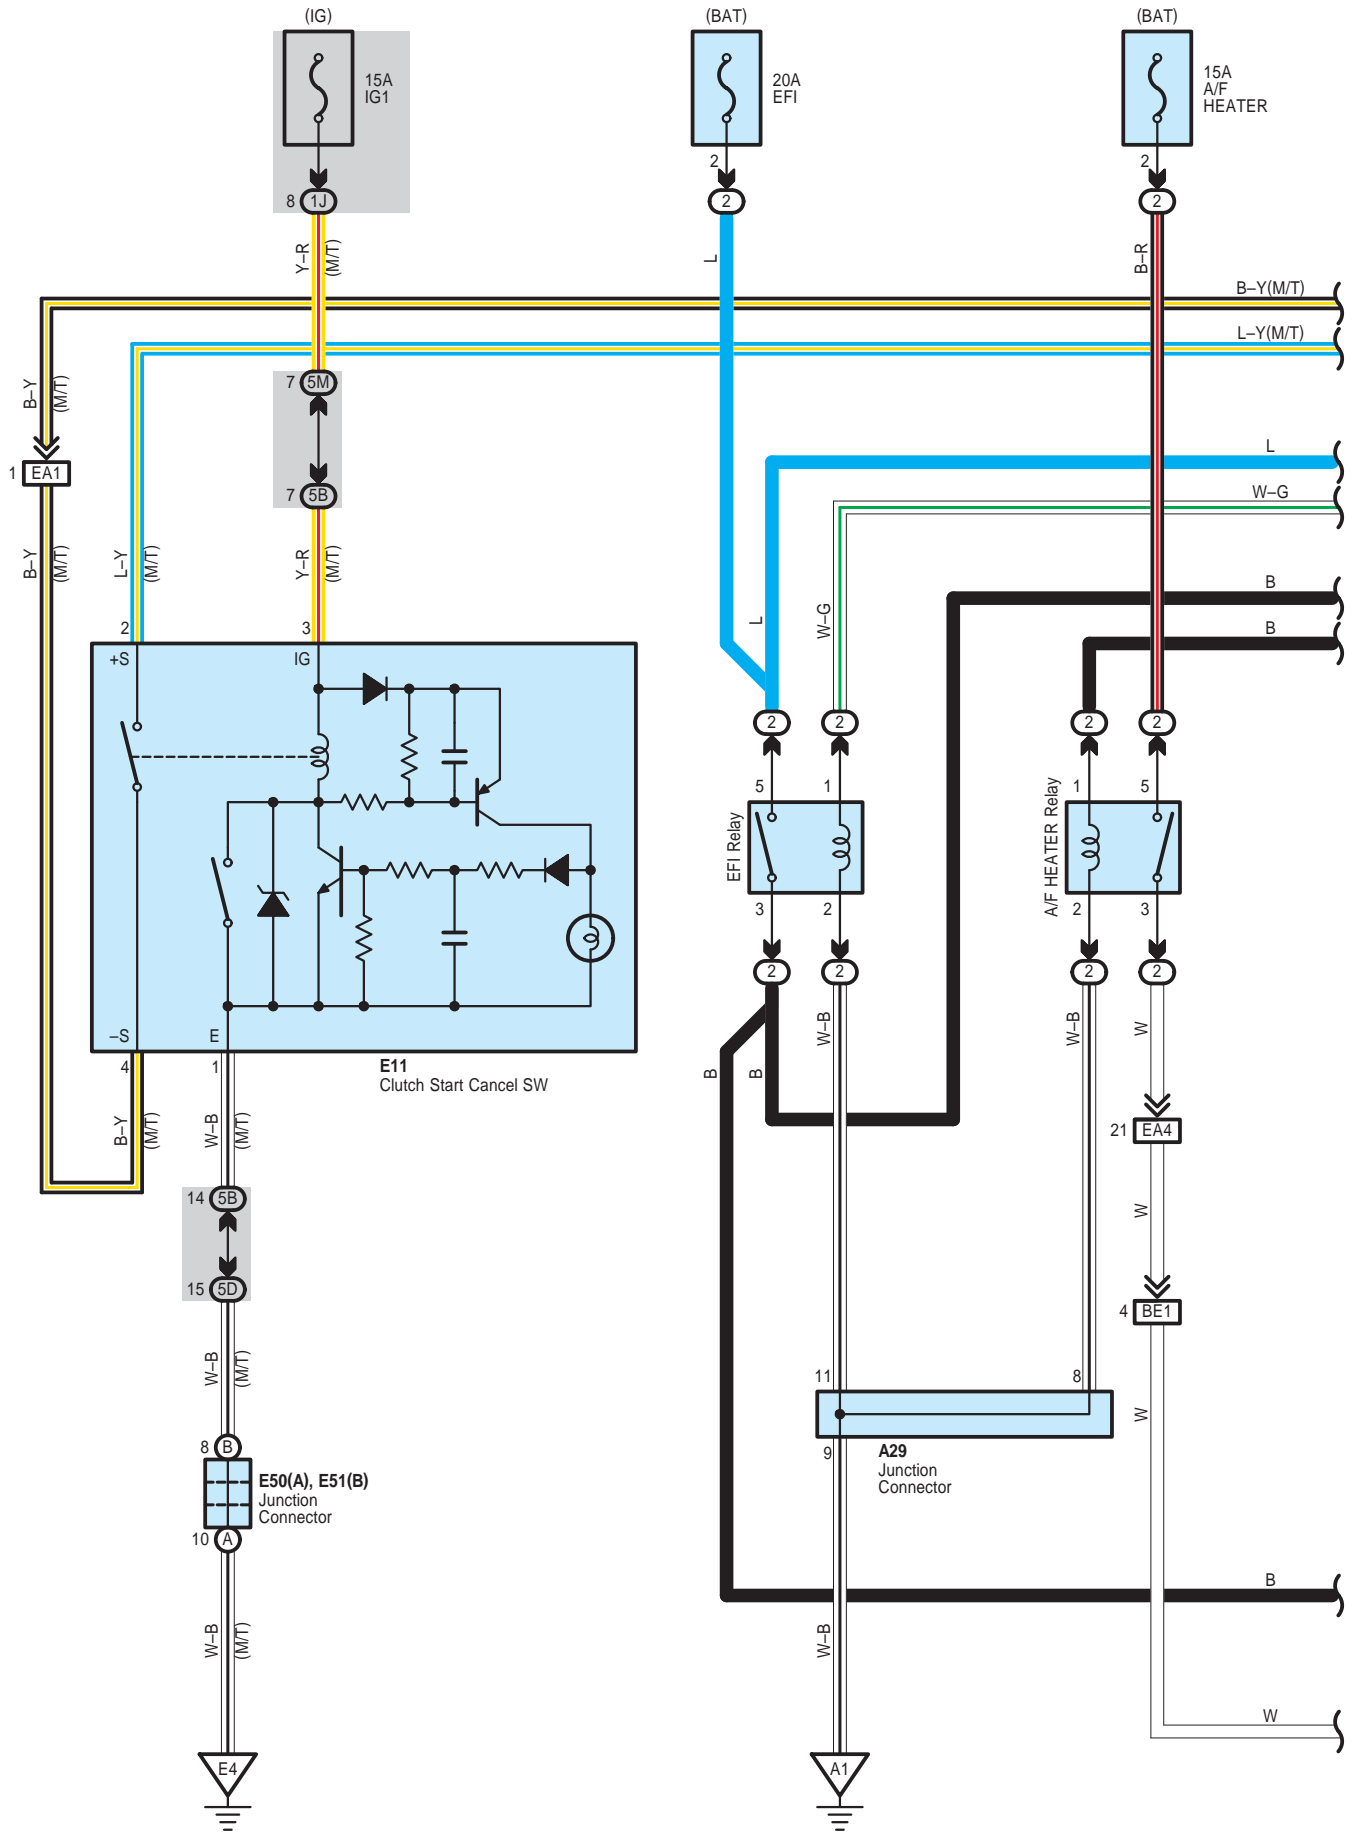 (IG)
(BAT)
(BAT)
15A
IG1
20A
EFI
15A
A/F
HEATER
2
2
8 1J
2
2
Y–R
(M/T)
L
B–R
B–Y(M/T)
L–Y(M/T)
7 5M
B–Y
(M/T)
L
1 EA1
7 5B
W–G
B–Y
(M/T)
L–Y
(M/T)
Y–R
(M/T)
B
L
W–G
B
2
3
+S
IG
2
2
2
2
5
1
1
5
EFI Relay
A/F HEATER Relay
3
2
2
3
2
2
2
2
–S
E
W–B
W–B
W
4
1
E11
Clutch Start Cancel SW
B
B
B–Y
(M/T)
W–B
(M/T)
21 EA4
14 5B
W
15 5D
4 BE1
W–B
(M/T)
11
8
W
8 B
9
A29
Junction
Connector
E50(A), E51(B)
Junction
Connector
10 A
B
W–B
(M/T)
W–B
W
E4
A1